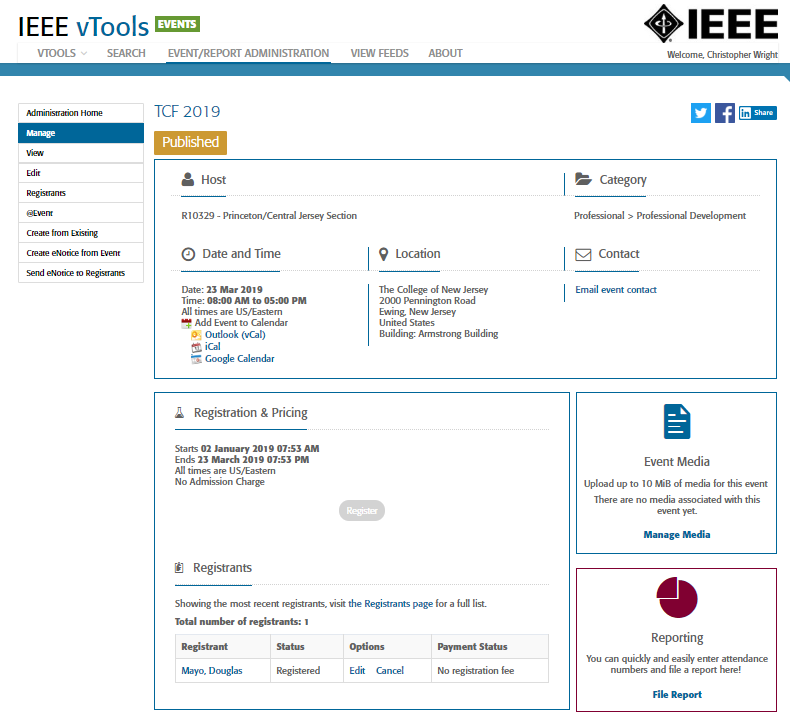 IEEE vTools EVENTS
IEEE
VTOOLS SEARCH EVENT/REPORT ADMINISTRATION VIEW FEEDS ABOUT
Welcome, Christopher Wright
Administration Home
Manage
View
Edit
Registrants
@Event
Create from Existing
Create eNotice from Event
Send eNotice to Registrants
TCF 2019
in Share
Published
Host
R10329 - Princeton/Central Jersey Section
Category
Professional > Professional Development
Date and Time
Date: 23 Mar 2019
Time: 08:00 AM to 05:00 PM
All times are US/Eastern
Add Event to Calendar
Outlook (vCal)
iCal
Google Calendar
Location
The College of New Jersey
2000 Pennington Road
Ewing, New Jersey
United States
Building: Armstrong Building
Contact
Email event contact
Registration & Pricing
Starts 02 January 2019 07:53 AM
Ends 23 March 2019 07:53 PM
All times are US/Eastern
No Admission Charge
Register
Registrants
Showing the most recent registrants, visit the Registrants page for a full list.
Total number of registrants: 1
Registrant Status Options Payment Status
Mayo, Douglas Registered Edit Cancel No registration fee
Event Media
Upload up to 10 MiB of media for this event
There are no media associated with this
event yet.
Manage Media
Reporting
You can quickly and easily enter attendance
numbers and file a report here!
File Report